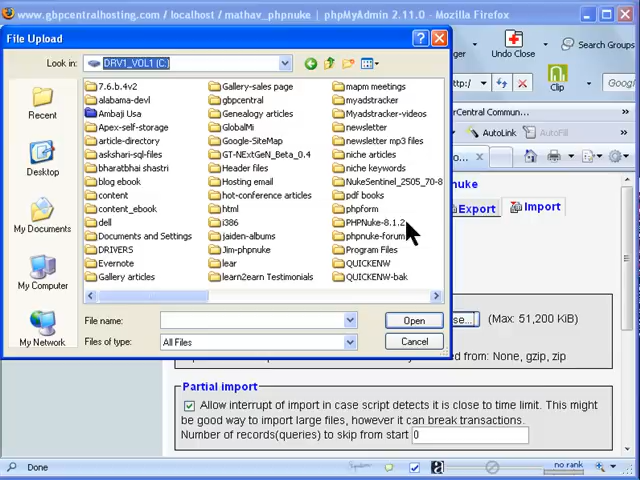 www.gbpcentralhosting.com / localhost / mathav_phpnuke | phpMyAdmin 2.11.0 - Mozilla Firefox
File Upload
Look in:
DRV1_VOL1 (C:)
Recent
Desktop
My Documents
My Computer
My Network
7.6.b.4v2
alabama-devl
Ambaji Usa
Apex-self-storage
article-directory
askshari-sql-files
bharatbhai shastri
blog ebook
content
content_ebook
dell
Documents and Settings
DRIVERS
Evernote
Gallery articles
Gallery-sales page
gbpcentral
Genealogy articles
GlobalMi
Google-SiteMap
GT-NExtGeN_Beta_0.4
Header files
Hosting email
hot-conference articles
html
i386
jaiden-albums
Jim-phpnuke
lear
learn2earn Testimonials
mapm meetings
myadstracker
Myadstracker-videos
newsletter
newsletter mp3 files
niche articles
niche keywords
NukeSentinel_2505_70-8
pdf books
phpform
PHPNuke-8.1.2
phpnuke-forum
Program Files
QUICKENW
QUICKENW-bak
File name:
Open
Files of type:
All Files
Cancel
Header
Disable Cookies
Search Groups
Clip
Central Commun...
AutoLink
AutoFill
nuke
Export
Import
se...
(Max: 51,200 KiB)
ed from: None, gzip, zip
Partial import
Allow interrupt of import in case script detects it is close to time limit. This might
be good way to import large files, however it can break transactions.
Number of records(queries) to skip from start
0
Done
no rank